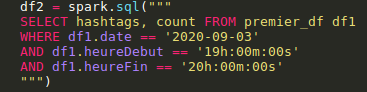 df2 = spark.sql("""
SELECT hashtags, count FROM premier_df df1
WHERE df1.date == '2020-09-03'
AND df1.heureDebut == '19h:00m:00s'
AND df1.heureFin == '20h:00m:00s'
""")